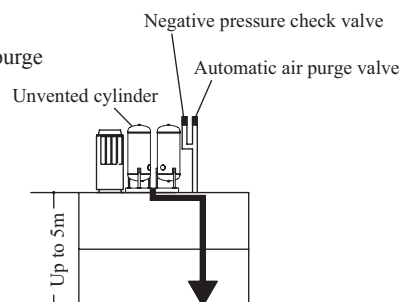 Negative pressure check valve
purge
Automatic air purge valve
Unvented cylinder
Up to 5m